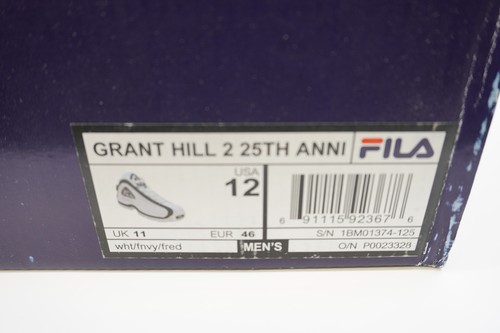 GRANT HILL 2 25TH ANNI FILA
USA
12
UK 11 EUR 46
wht/fnvy/fred MEN'S
6 91115 92367 6
S/N 1BM01374-125
O/N P0023328